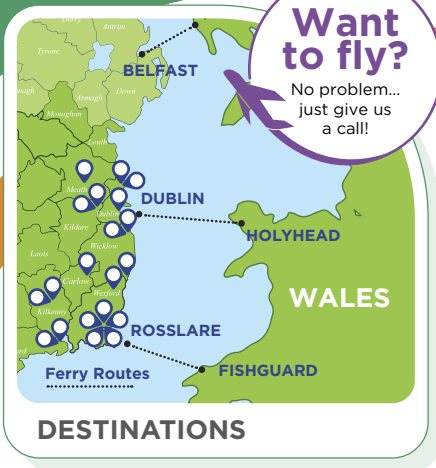 Want
to fly?
No problem...
just give us
a call!
Antrim
Tyrone
BELFAST
Armagh
Down
Monaghan
Louth
Meath
DUBLIN
Dublin
Kildare
HOLYHEAD
Wicklow
Laois
Carlow
WALES
Wexford
Kilkenny
ROSSLARE
Ferry Routes
FISHGUARD
DESTINATIONS